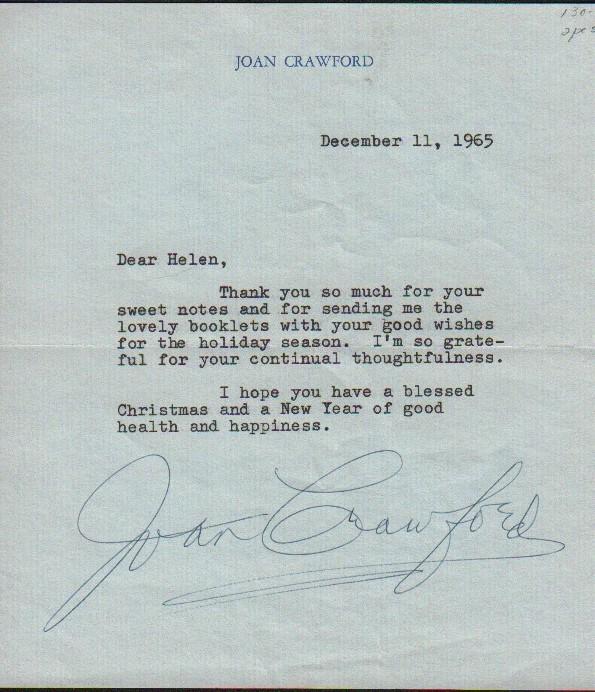 JOAN CRAWFORD
December 11, 1965
Dear Helen,
Thank you so much for your
sweet notes and for sending me the
lovely booklets with your good wishes
for the holiday season.  I'm so grate-
ful for your continual thoughtfulness.
I hope you have a blessed
Christmas and a New Year of good
health and happiness.
Joan Crawford